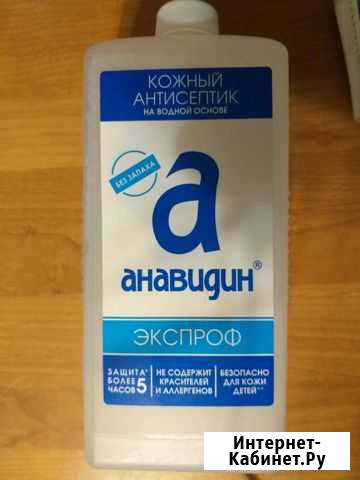 КОЖНЫЙ
АНТИСЕПТИК
НА ВОДНОЙ ОСНОВЕ
БЕЗ ЗАПАХА
а
анавидин®
ЭКСПРОФ
ЗАЩИТА*
БОЛЕЕ 5
ЧАСОВ
НЕ СОДЕРЖИТ
КРАСИТЕЛЕЙ
И АЛЛЕРГЕНОВ
БЕЗОПАСНО
ДЛЯ КОЖИ
ДЕТЕЙ**
Интернет-
Кабинет.Ру